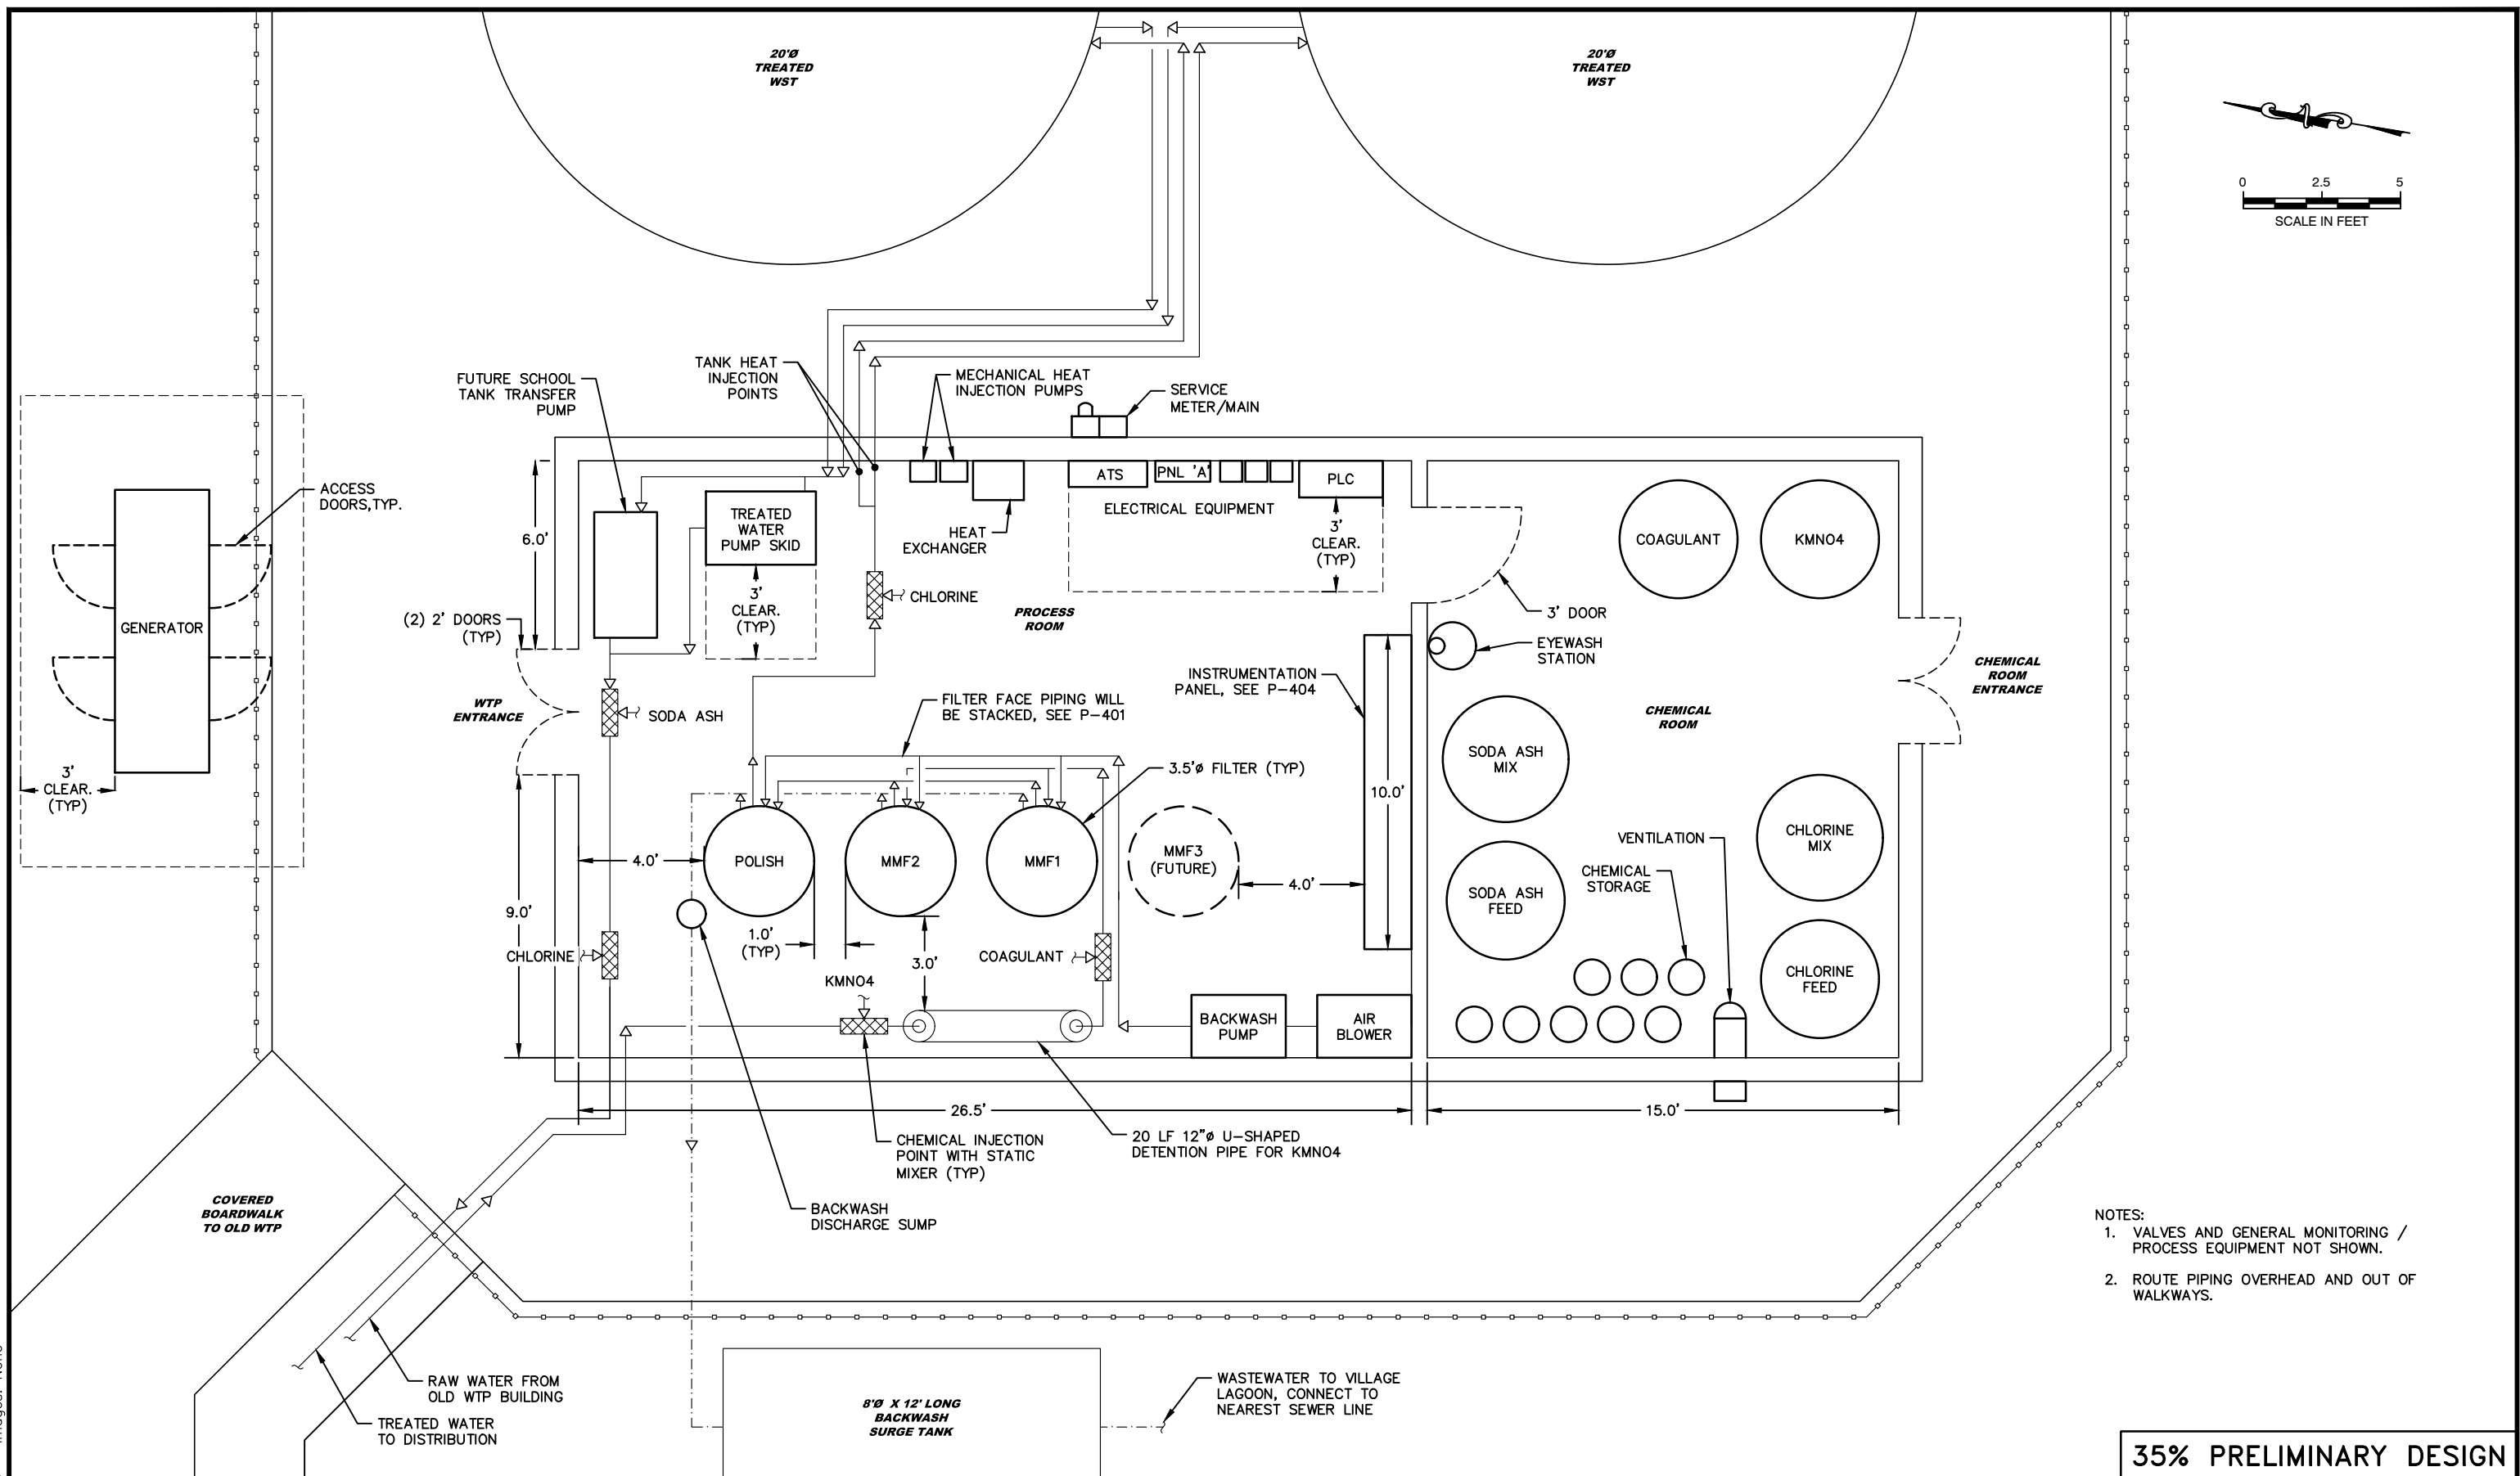 20'Ø
TREATED
WST
20'Ø
TREATED
WST
0 2.5 5
SCALE IN FEET
TANK HEAT
INJECTION
POINTS
MECHANICAL HEAT
INJECTION PUMPS
SERVICE
METER/MAIN
FUTURE SCHOOL
TANK TRANSFER
PUMP
ACCESS
DOORS,TYP.
GENERATOR
3'
CLEAR.
(TYP)
6.0'
(2) 2' DOORS
(TYP)
WTP
ENTRANCE
TREATED
WATER
PUMP SKID
3'
CLEAR.
(TYP)
HEAT
EXCHANGER
ATS
PNL 'A'
PLC
ELECTRICAL EQUIPMENT
3'
CLEAR.
(TYP)
CHLORINE
PROCESS
ROOM
COAGULANT
KMNO4
3' DOOR
EYEWASH
STATION
CHEMICAL
ROOM
ENTRANCE
INSTRUMENTATION
PANEL, SEE P-404
FILTER FACE PIPING WILL
BE STACKED, SEE P-401
SODA ASH
CHEMICAL
ROOM
SODA ASH
MIX
3.5'ø FILTER (TYP)
10.0'
4.0'
POLISH
MMF2
MMF1
MMF3
(FUTURE)
4.0'
VENTILATION
CHLORINE
MIX
CHEMICAL
STORAGE
SODA ASH
FEED
9.0'
1.0'
(TYP)
CHLORINE
3.0'
COAGULANT
KMNO4
CHLORINE
FEED
BACKWASH
PUMP
AIR
BLOWER
26.5'
15.0'
CHEMICAL INJECTION
POINT WITH STATIC
MIXER (TYP)
20 LF 12"ø U-SHAPED
DETENTION PIPE FOR KMNO4
COVERED
BOARDWALK
TO OLD WTP
BACKWASH
DISCHARGE SUMP
NOTES:
1. VALVES AND GENERAL MONITORING /
PROCESS EQUIPMENT NOT SHOWN.
2. ROUTE PIPING OVERHEAD AND OUT OF
WALKWAYS.
RAW WATER FROM
OLD WTP BUILDING
TREATED WATER
TO DISTRIBUTION
8'Ø X 12' LONG
BACKWASH
SURGE TANK
WASTEWATER TO VILLAGE
LAGOON, CONNECT TO
NEAREST SEWER LINE
35% PRELIMINARY DESIGN